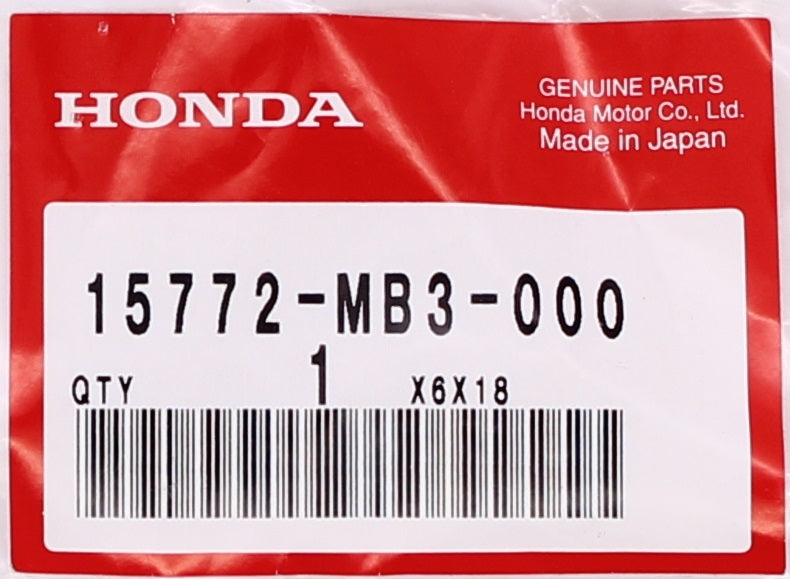 HONDA
GENUINE PARTS
Honda Motor Co., Ltd.
Made in Japan
15772-MB3-000
QTY 1 X6X18